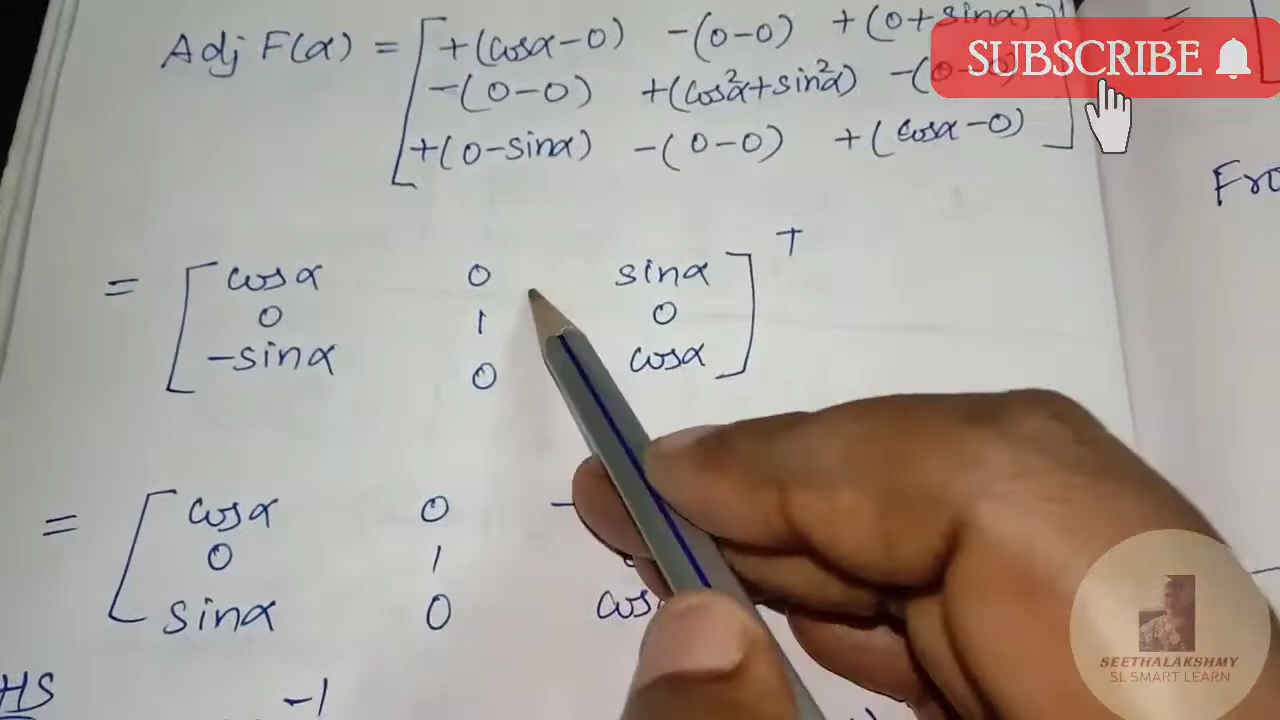 Adj F(α) = [+(cosα-0) -(0-0) +(0+sinα)]T =
-(0-0) +(cos²α+sin²α) -(0-0)
+(0-sinα) -(0-0) +(cosα-0)
SUBSCRIBE
= [cosα 0 sinα]T
0 1 0
-sinα 0 cosα
= [cosα 0 -
0 1
sinα 0 cos
HS -1
SEETHALAKSHMY
SL SMART LEARN